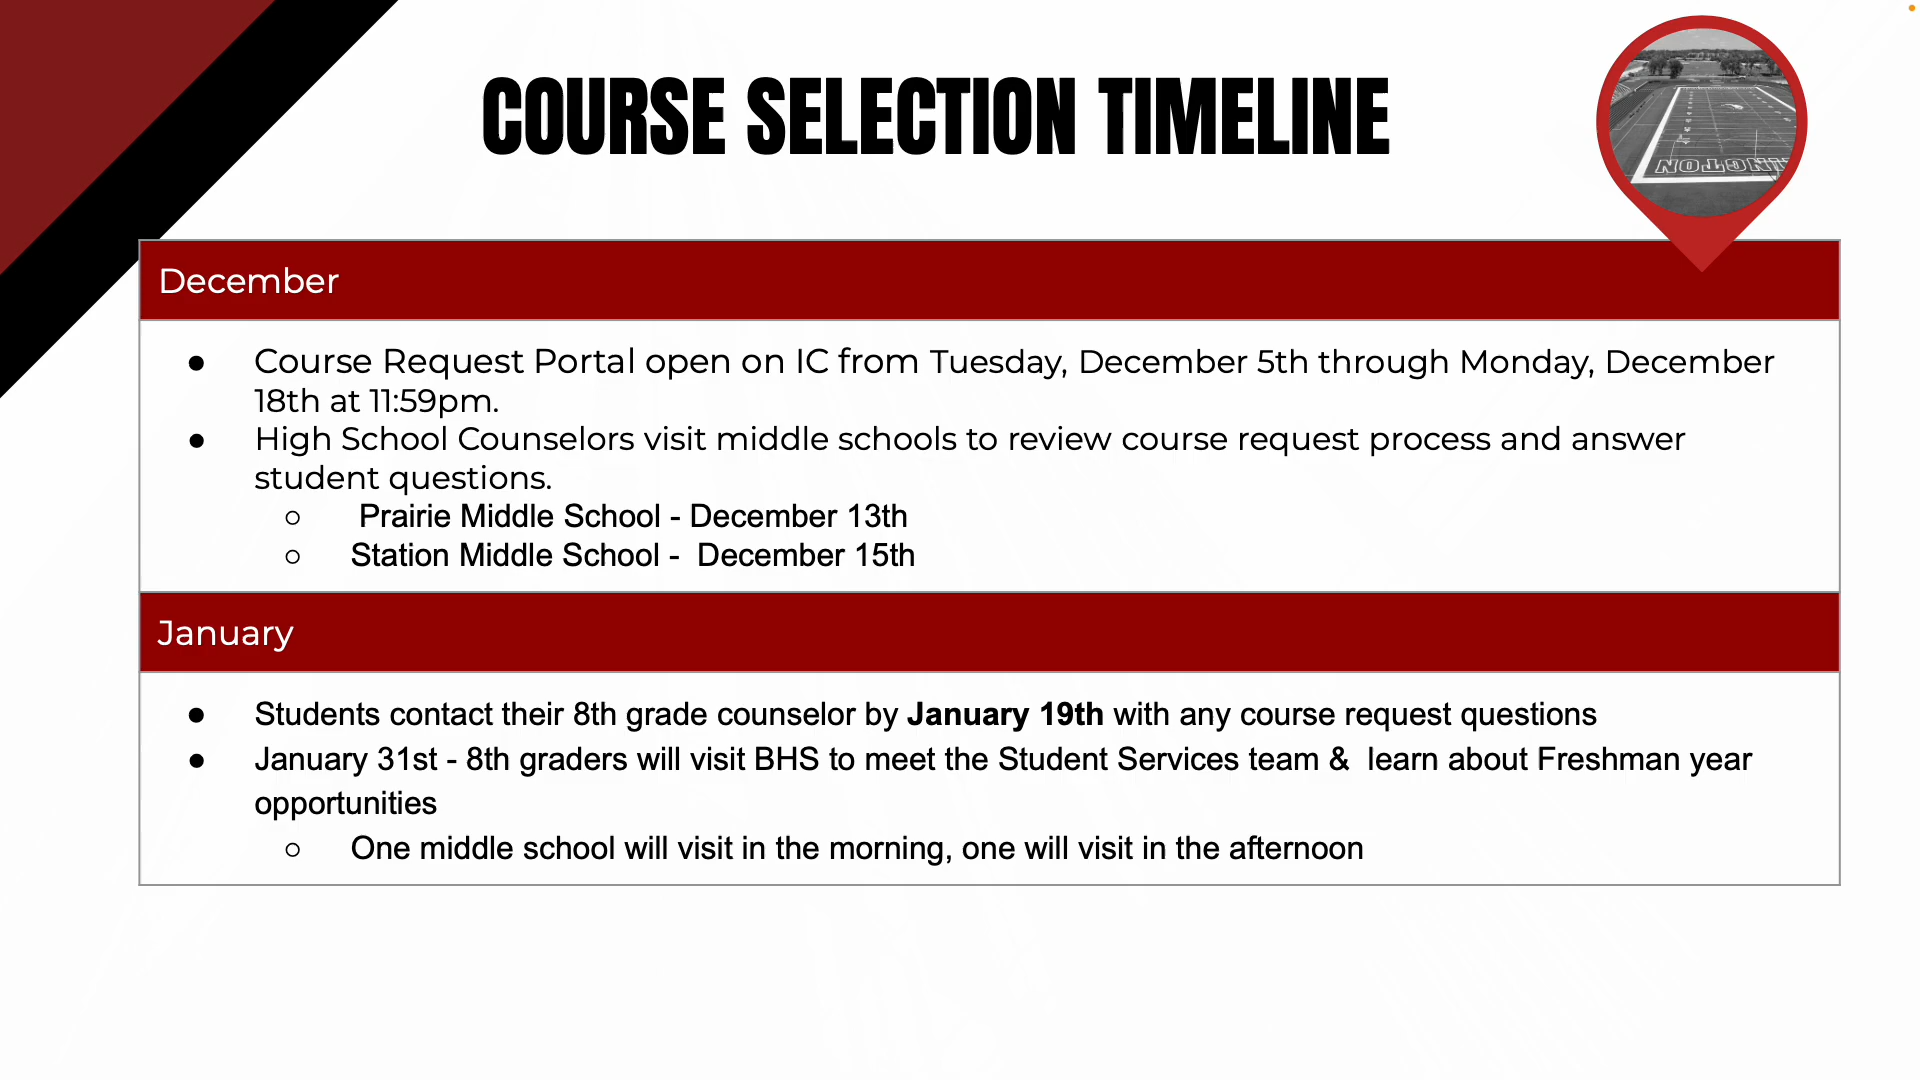 COURSE SELECTION TIMELINE
INGTON
December
● Course Request Portal open on IC from Tuesday, December 5th through Monday, December
18th at 11:59pm.
● High School Counselors visit middle schools to review course request process and answer
student questions.
○ Prairie Middle School - December 13th
○ Station Middle School -  December 15th
January
● Students contact their 8th grade counselor by January 19th with any course request questions
● January 31st - 8th graders will visit BHS to meet the Student Services team &  learn about Freshman year
opportunities
○ One middle school will visit in the morning, one will visit in the afternoon